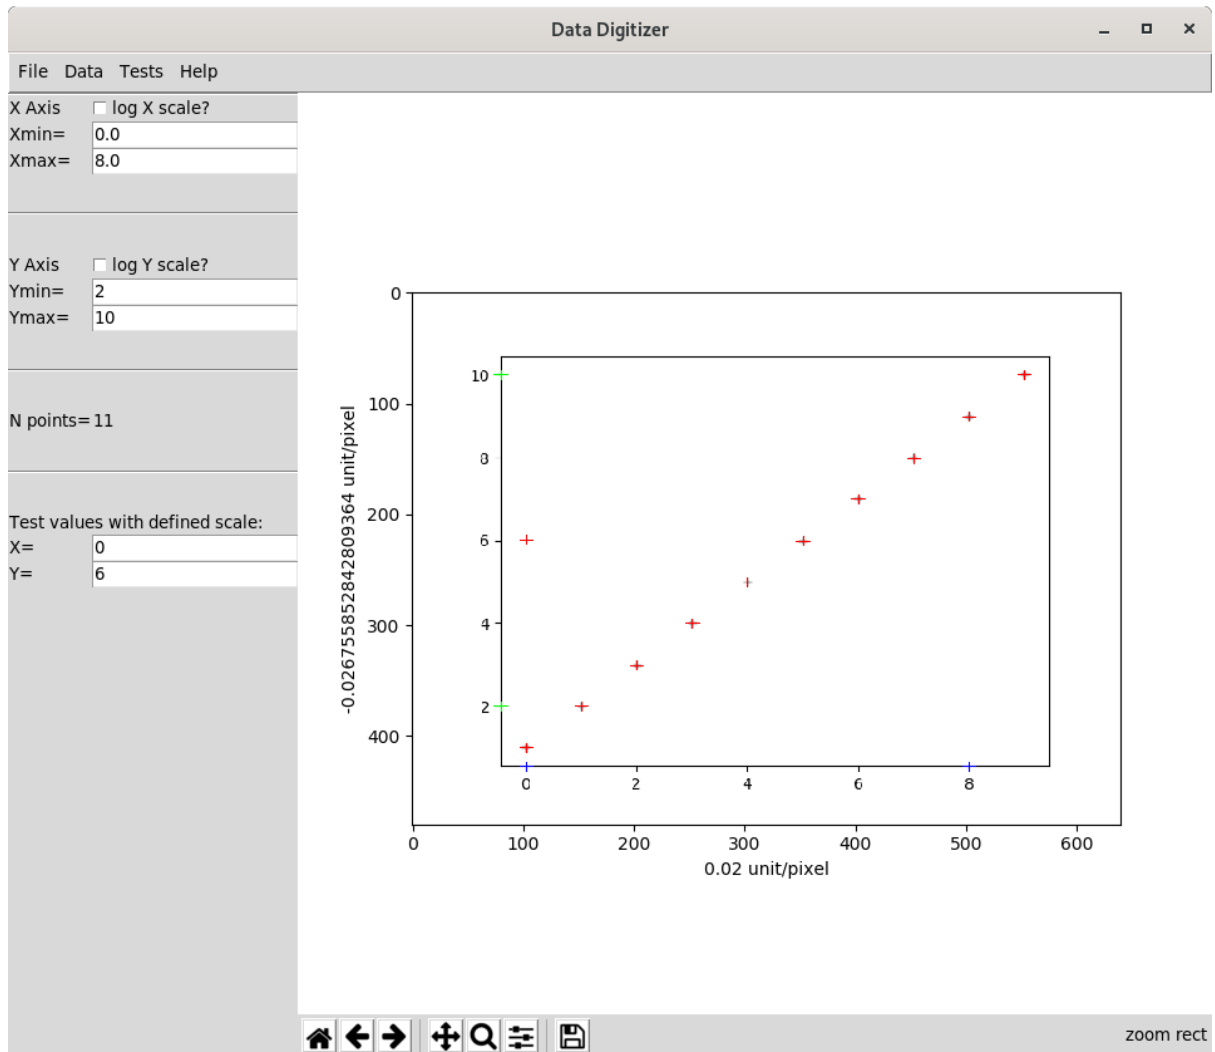 Data Digitizer
File Data Tests Help
X Axis log X scale?
Xmin= 0.0
Xmax= 8.0
Y Axis log Y scale?
Ymin= 2
Ymax= 10
N points= 11
Test values with defined scale:
X= 0
Y= 6
-0.02675585284280936​4 unit/pixel
0
100
200
300
400
10
8
6
4
2
0 2 4 6 8
0 100 200 300 400 500 600
0.02 unit/pixel
zoom rect